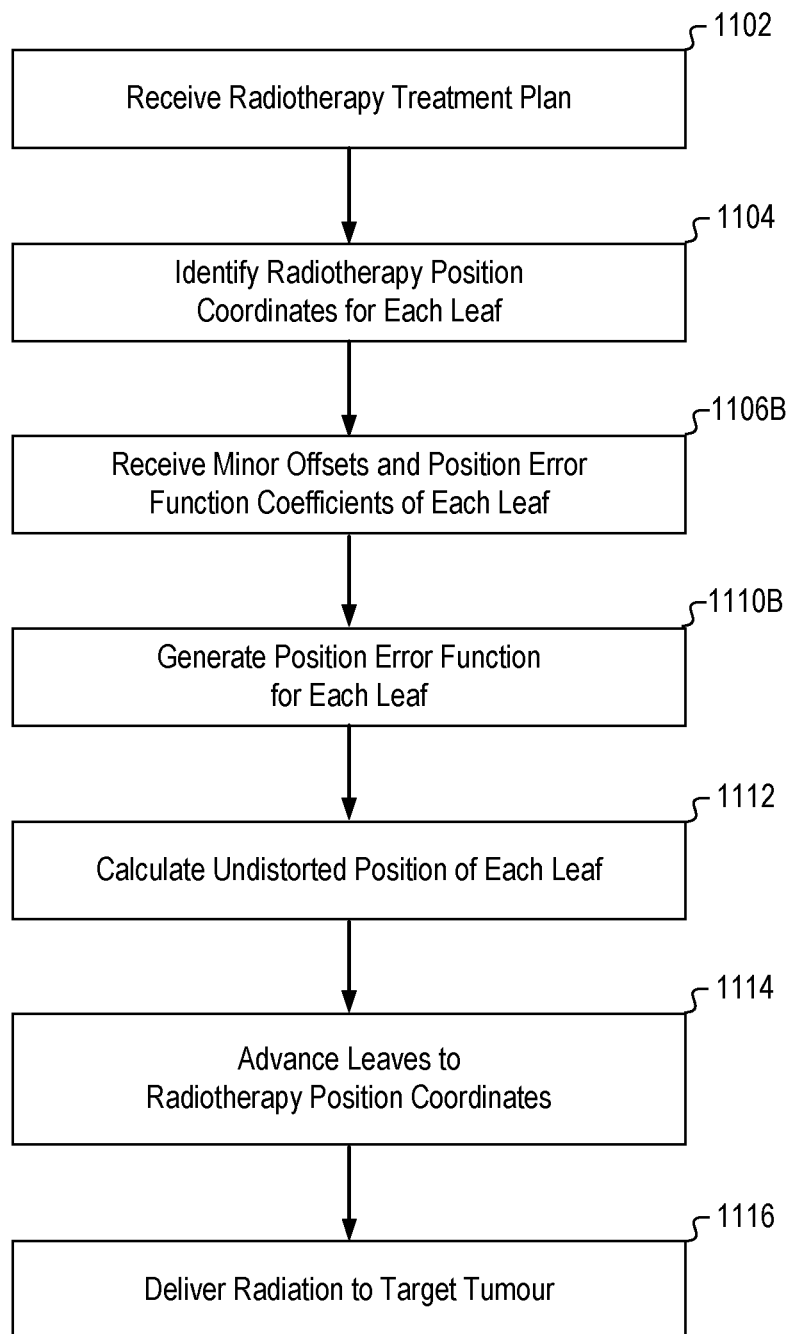 1102
Receive Radiotherapy Treatment Plan
1104
Identify Radiotherapy Position
Coordinates for Each Leaf
1106B
Receive Minor Offsets and Position Error
Function Coefficients of Each Leaf
1110B
Generate Position Error Function
for Each Leaf
1112
Calculate Undistorted Position of Each Leaf
1114
Advance Leaves to
Radiotherapy Position Coordinates
1116
Deliver Radiation to Target Tumour